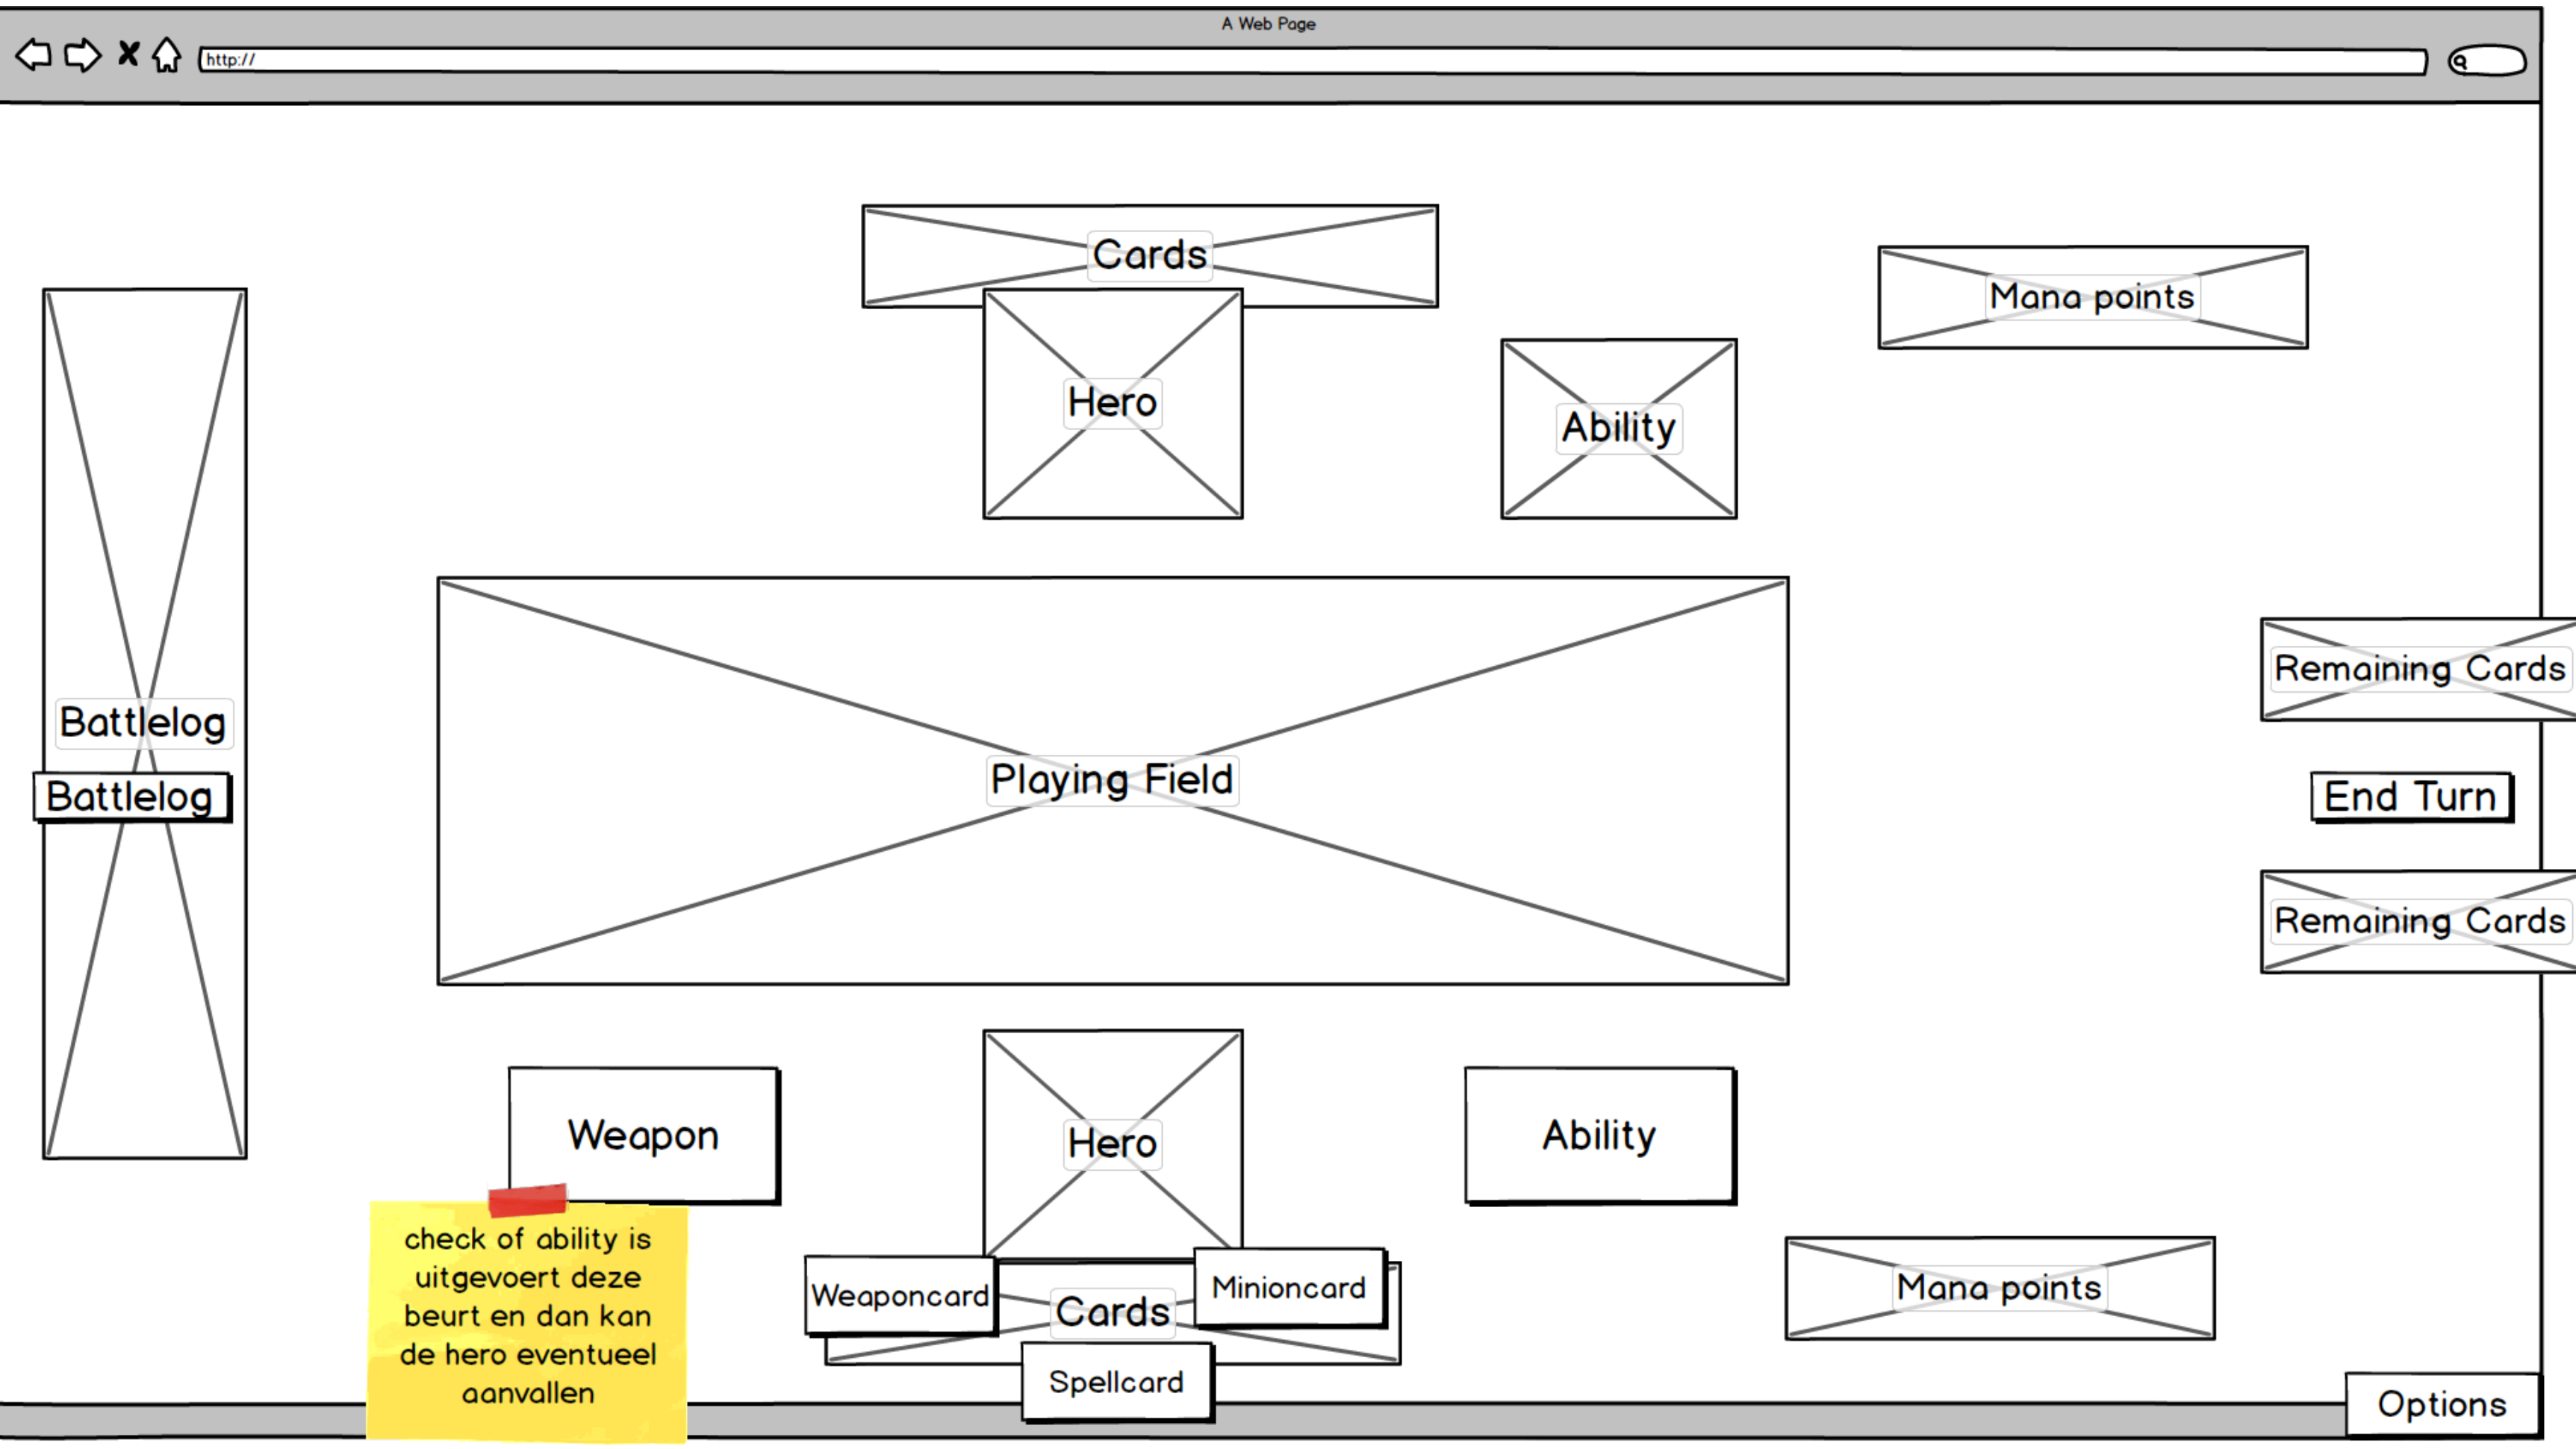 A Web Page
http://
Cards
Mana points
Hero
Ability
Remaining Cards
Battlelog
Battlelog
Playing Field
End Turn
Remaining Cards
Weapon
Hero
Ability
check of ability is
uitgevoert deze
beurt en dan kan
de hero eventueel
aanvallen
Weaponcard
Cards
Minioncard
Spellcard
Mana points
Options